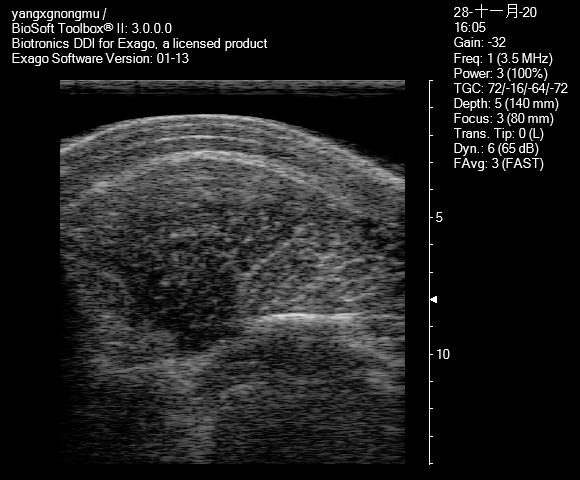 yangxgnongmu /
BioSoft Toolbox® II: 3.0.0.0
Biotronics DDI for Exago, a licensed product
Exago Software Version: 01-13
28-十一月-20
16:05
Gain: -32
Freq: 1 (3.5 MHz)
Power: 3 (100%)
TGC: 72/-16/-64/-72
Depth: 5 (140 mm)
Focus: 3 (80 mm)
Trans. Tip: 0 (L)
Dyn.: 6 (65 dB)
FAvg: 3 (FAST)
5
10